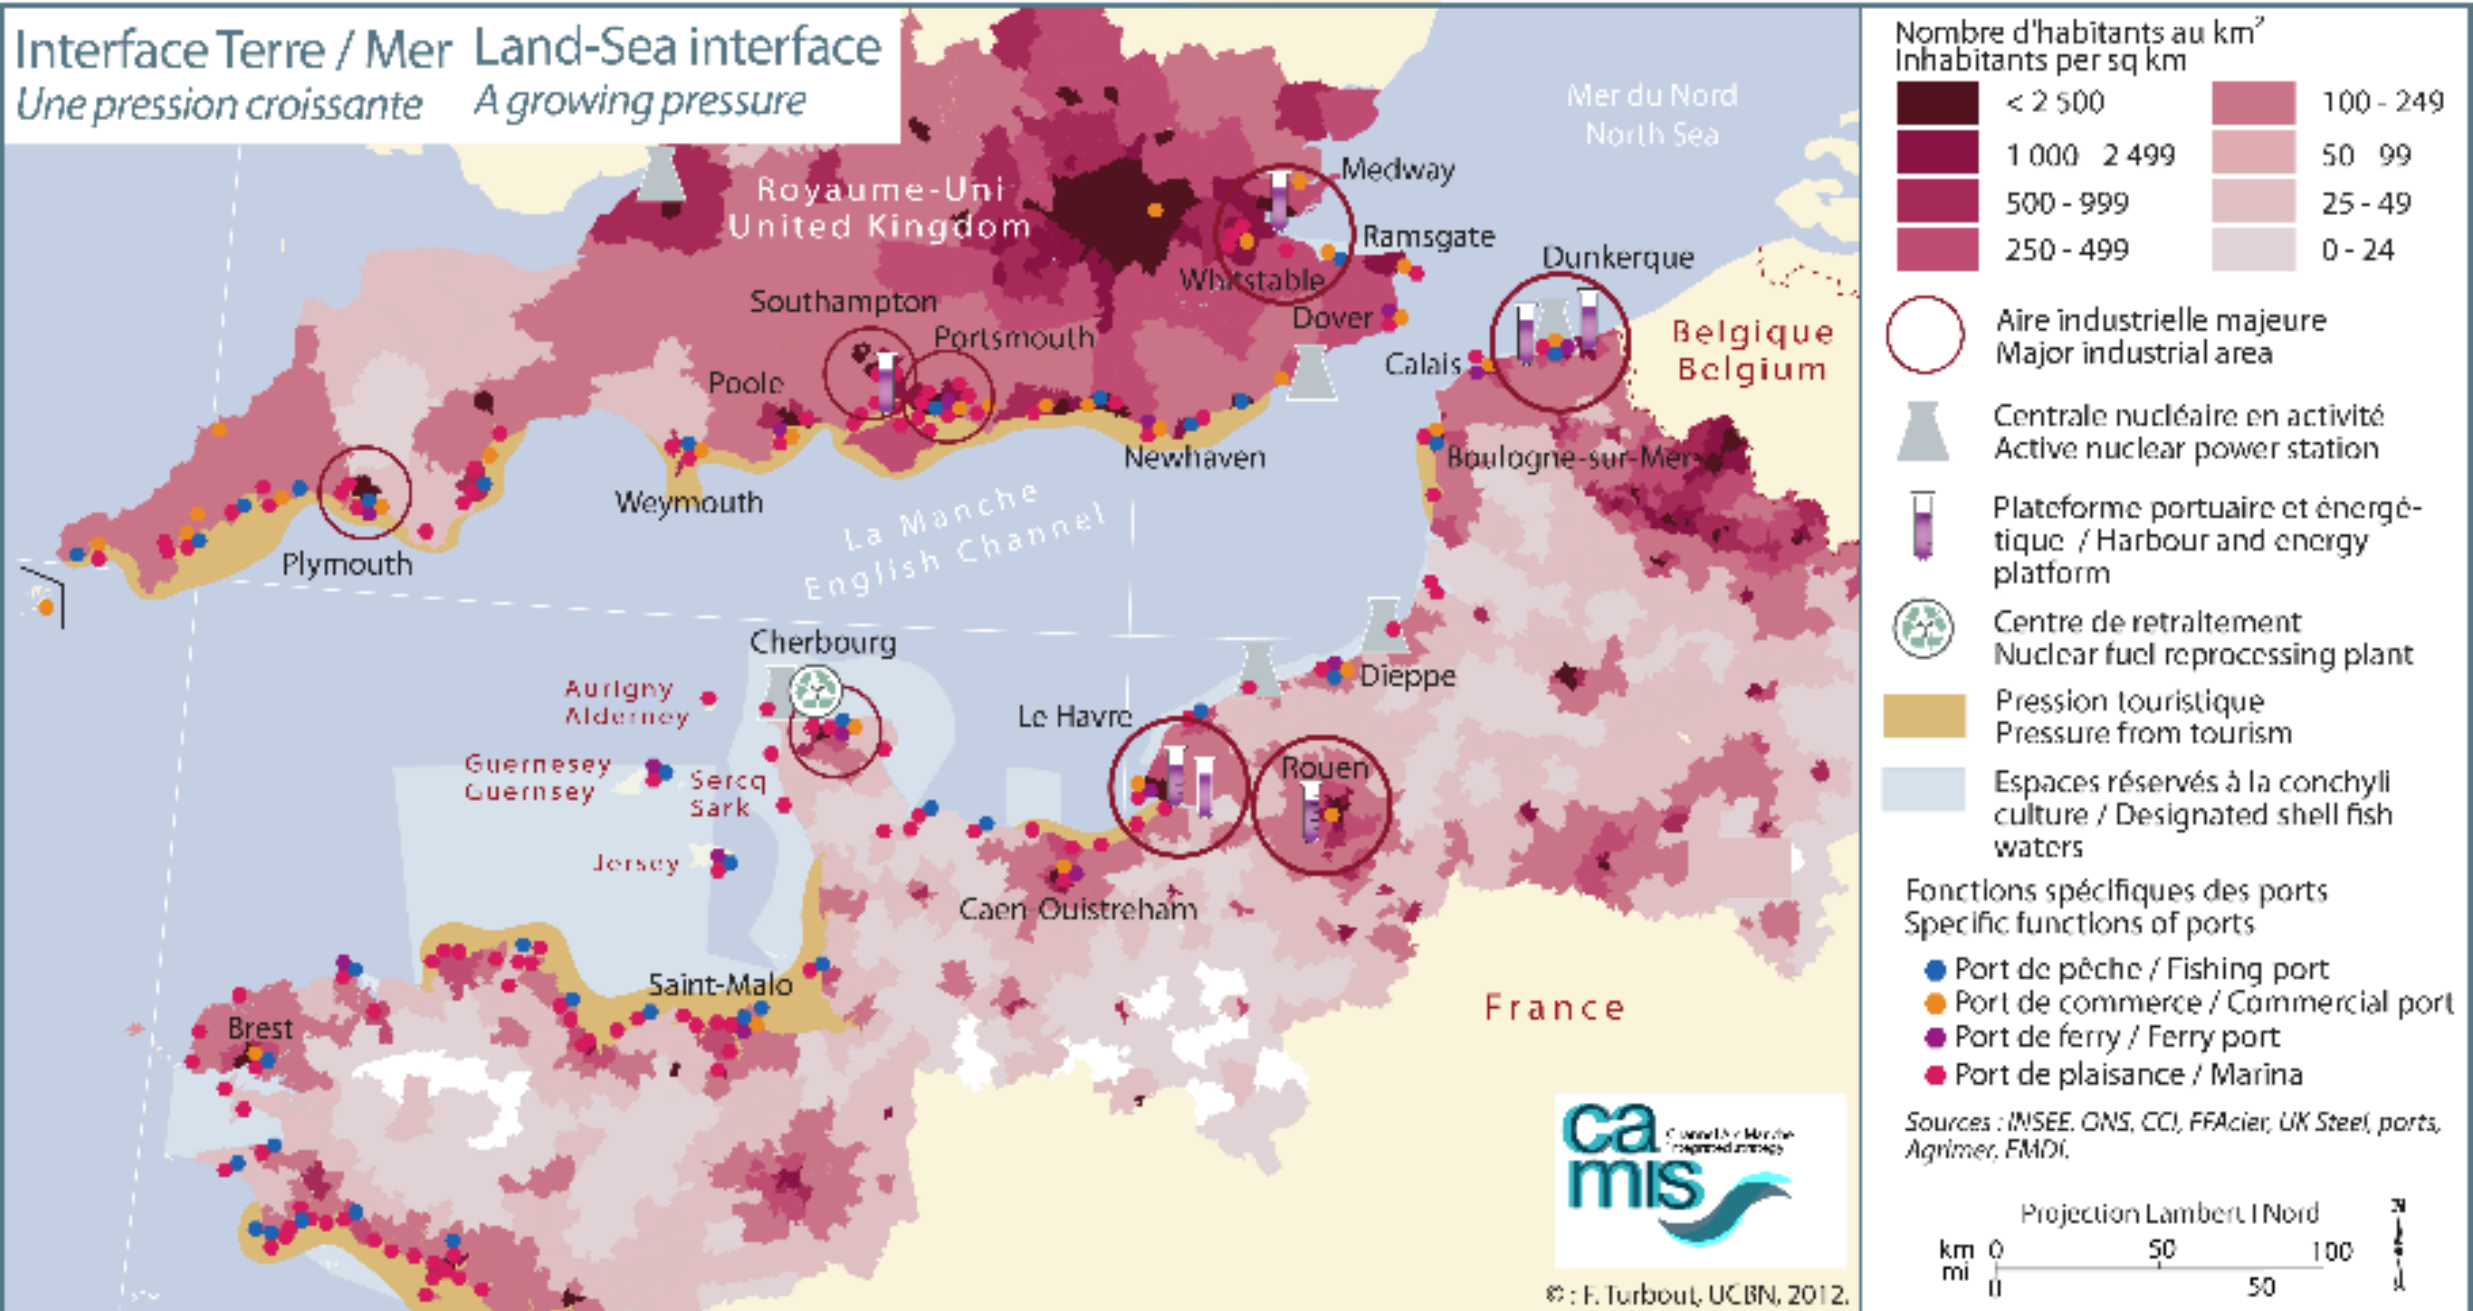 Interface Terre / Mer
Une pression croissante
Land-Sea interface
A growing pressure
Mer du Nord
North Sea
Royaume-Uni
United Kingdom
Medway
Ramsgate
Whitstable
Dover
Dunkerque
Belgique
Belgium
Calais
Boulogne-sur-Mer
Southampton
Portsmouth
Poole
Newhaven
Weymouth
Plymouth
La Manche
English Channel
Cherbourg
Aurigny
Alderney
Guernesey
Guernsey
Sercq
Sark
Jersey
Le Havre
Dieppe
Rouen
Caen-Ouistreham
Saint-Malo
Brest
France
ca
mis
© : F. Turbout, UCBN, 2012.
Nombre d'habitants au km²
Inhabitants per sq km
< 2 500
1 000 2 499
500 - 999
250 - 499
100 - 249
50 99
25 - 49
0 - 24
Aire industrielle majeure
Major industrial area
Centrale nucléaire en activité
Active nuclear power station
Plateforme portuaire et énergé-
tique / Harbour and energy
platform
Centre de retraitement
Nuclear fuel reprocessing plant
Pression touristique
Pressure from tourism
Espaces réservés à la conchyli
culture / Designated shell fish
waters
Fonctions spécifiques des ports
Specific functions of ports
Port de pêche / Fishing port
Port de commerce / Commercial port
Port de ferry / Ferry port
Port de plaisance / Marina
Sources : INSEE, ONS, CCI, FFAcier, UK Steel, ports,
Agrimer, EMDI.
Projection Lambert I Nord
km 0 50 100
mi 0 50
N